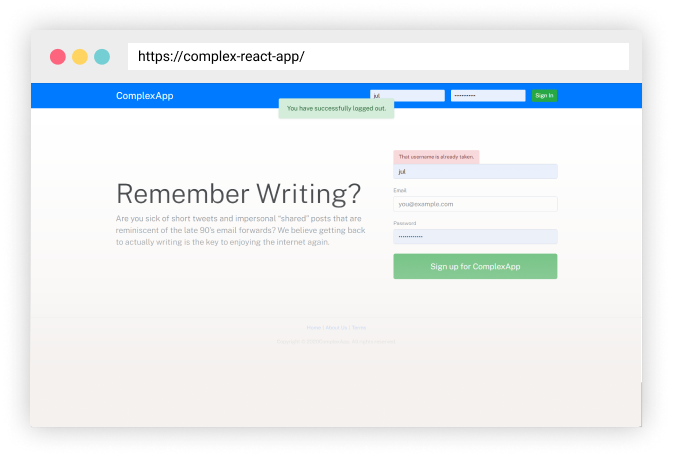 https://complex-react-app/
ComplexApp
jul
Sign In
You have successfully logged out.
That username is already taken.
jul
Remember Writing?
Are you sick of short tweets and impersonal “shared” posts that are
reminiscent of the late 90’s email forwards? We believe getting back
to actually writing is the key to enjoying the internet again.
Email
you@example.com
Password
Sign up for ComplexApp
Home | About Us | Terms